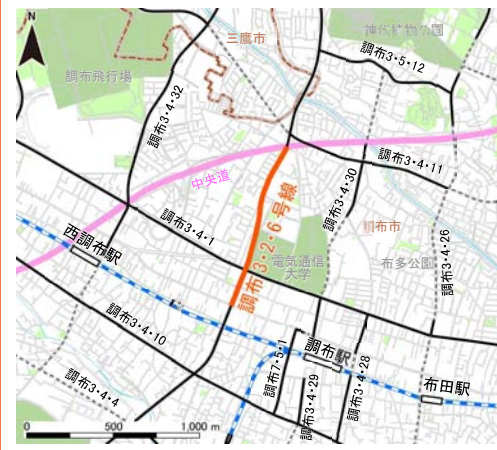 N
三鷹市
神代植物公園
調布3・5・12
調布飛行場
調布3・4・32
調布3・4・11
中央道
調布3・4・30
調布3・2・6号線
調布3・4・1
調布市
西調布駅
電気通信
大学
布多公園
調布3・4・26
調布3・4・10
調布駅
調布7・5・1
調布3・4・28
布田駅
調布3・4・4
調布3・4・29
0 500 1,000 m